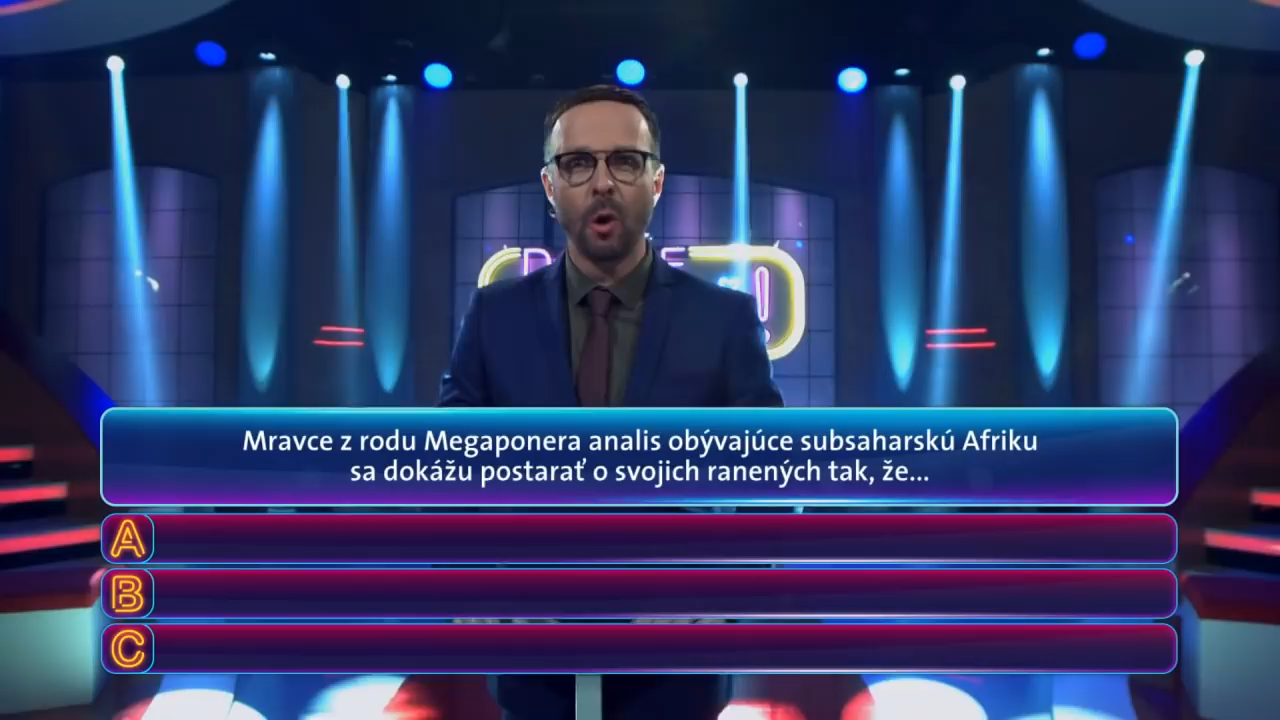 Mravce z rodu Megaponera analis obývajúce subsaharskú Afriku
sa dokážu postarať o svojich ranených tak, že...
A
B
C